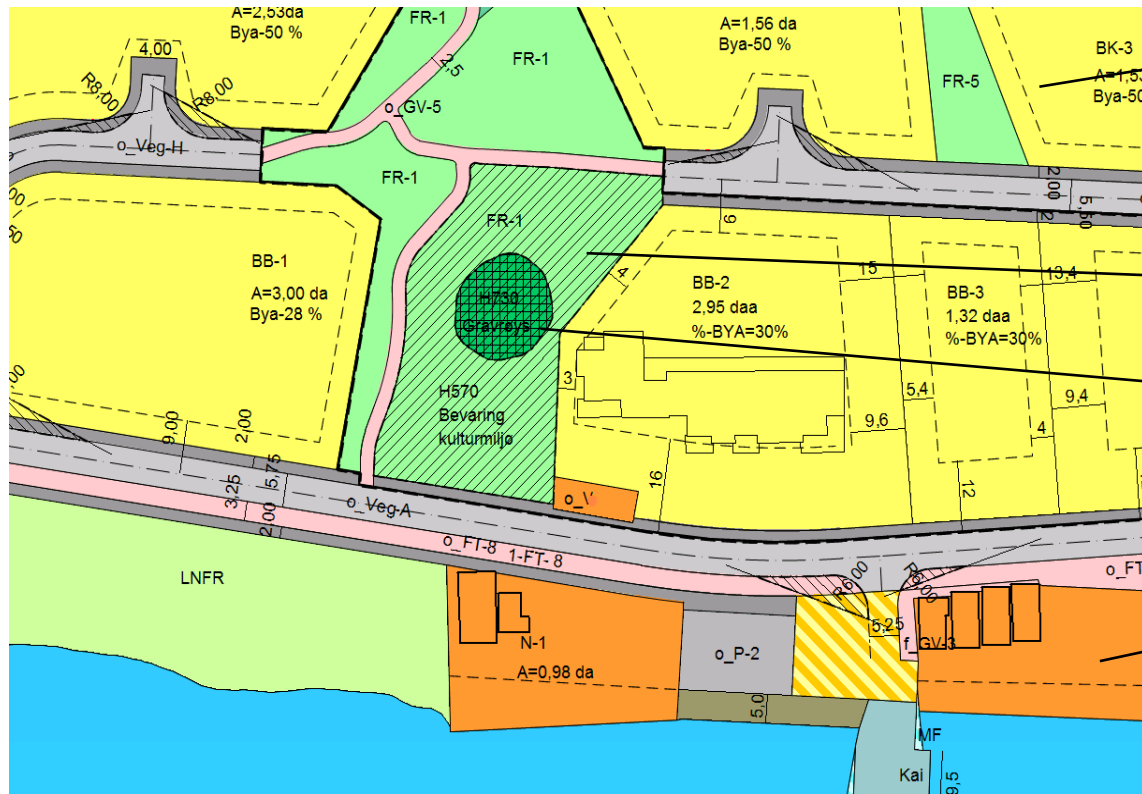 A=2,53da
Bya-50 %
FR-1
2,5
FR-1
A=1,56 da
Bya-50 %
BK-3
A=1,53
Bya-50
FR-5
4,00
R8,00
R8,00
o_Veg-H
o_GV-5
FR-1
FR-1
2,00
5,50
2
6
4
BB-1
A=3,00 da
Bya-28 %
H730
Gravrøys
BB-2
2,95 daa
%-BYA=30%
15
BB-3
1,32 daa
%-BYA=30%
13,4
3
H570
Bevaring
kulturmiljø
5,4
9,4
9,6
4
9,00
2,00
5,75
3,25
2,00
o_Veg-A
16
12
o_FT-8
1-FT- 8
LNFR
R6,00
R6,00
o_FT
N-1
A=0,98 da
o_P-2
5,25
f_GV-3
5,0
MF
Kai
9,5